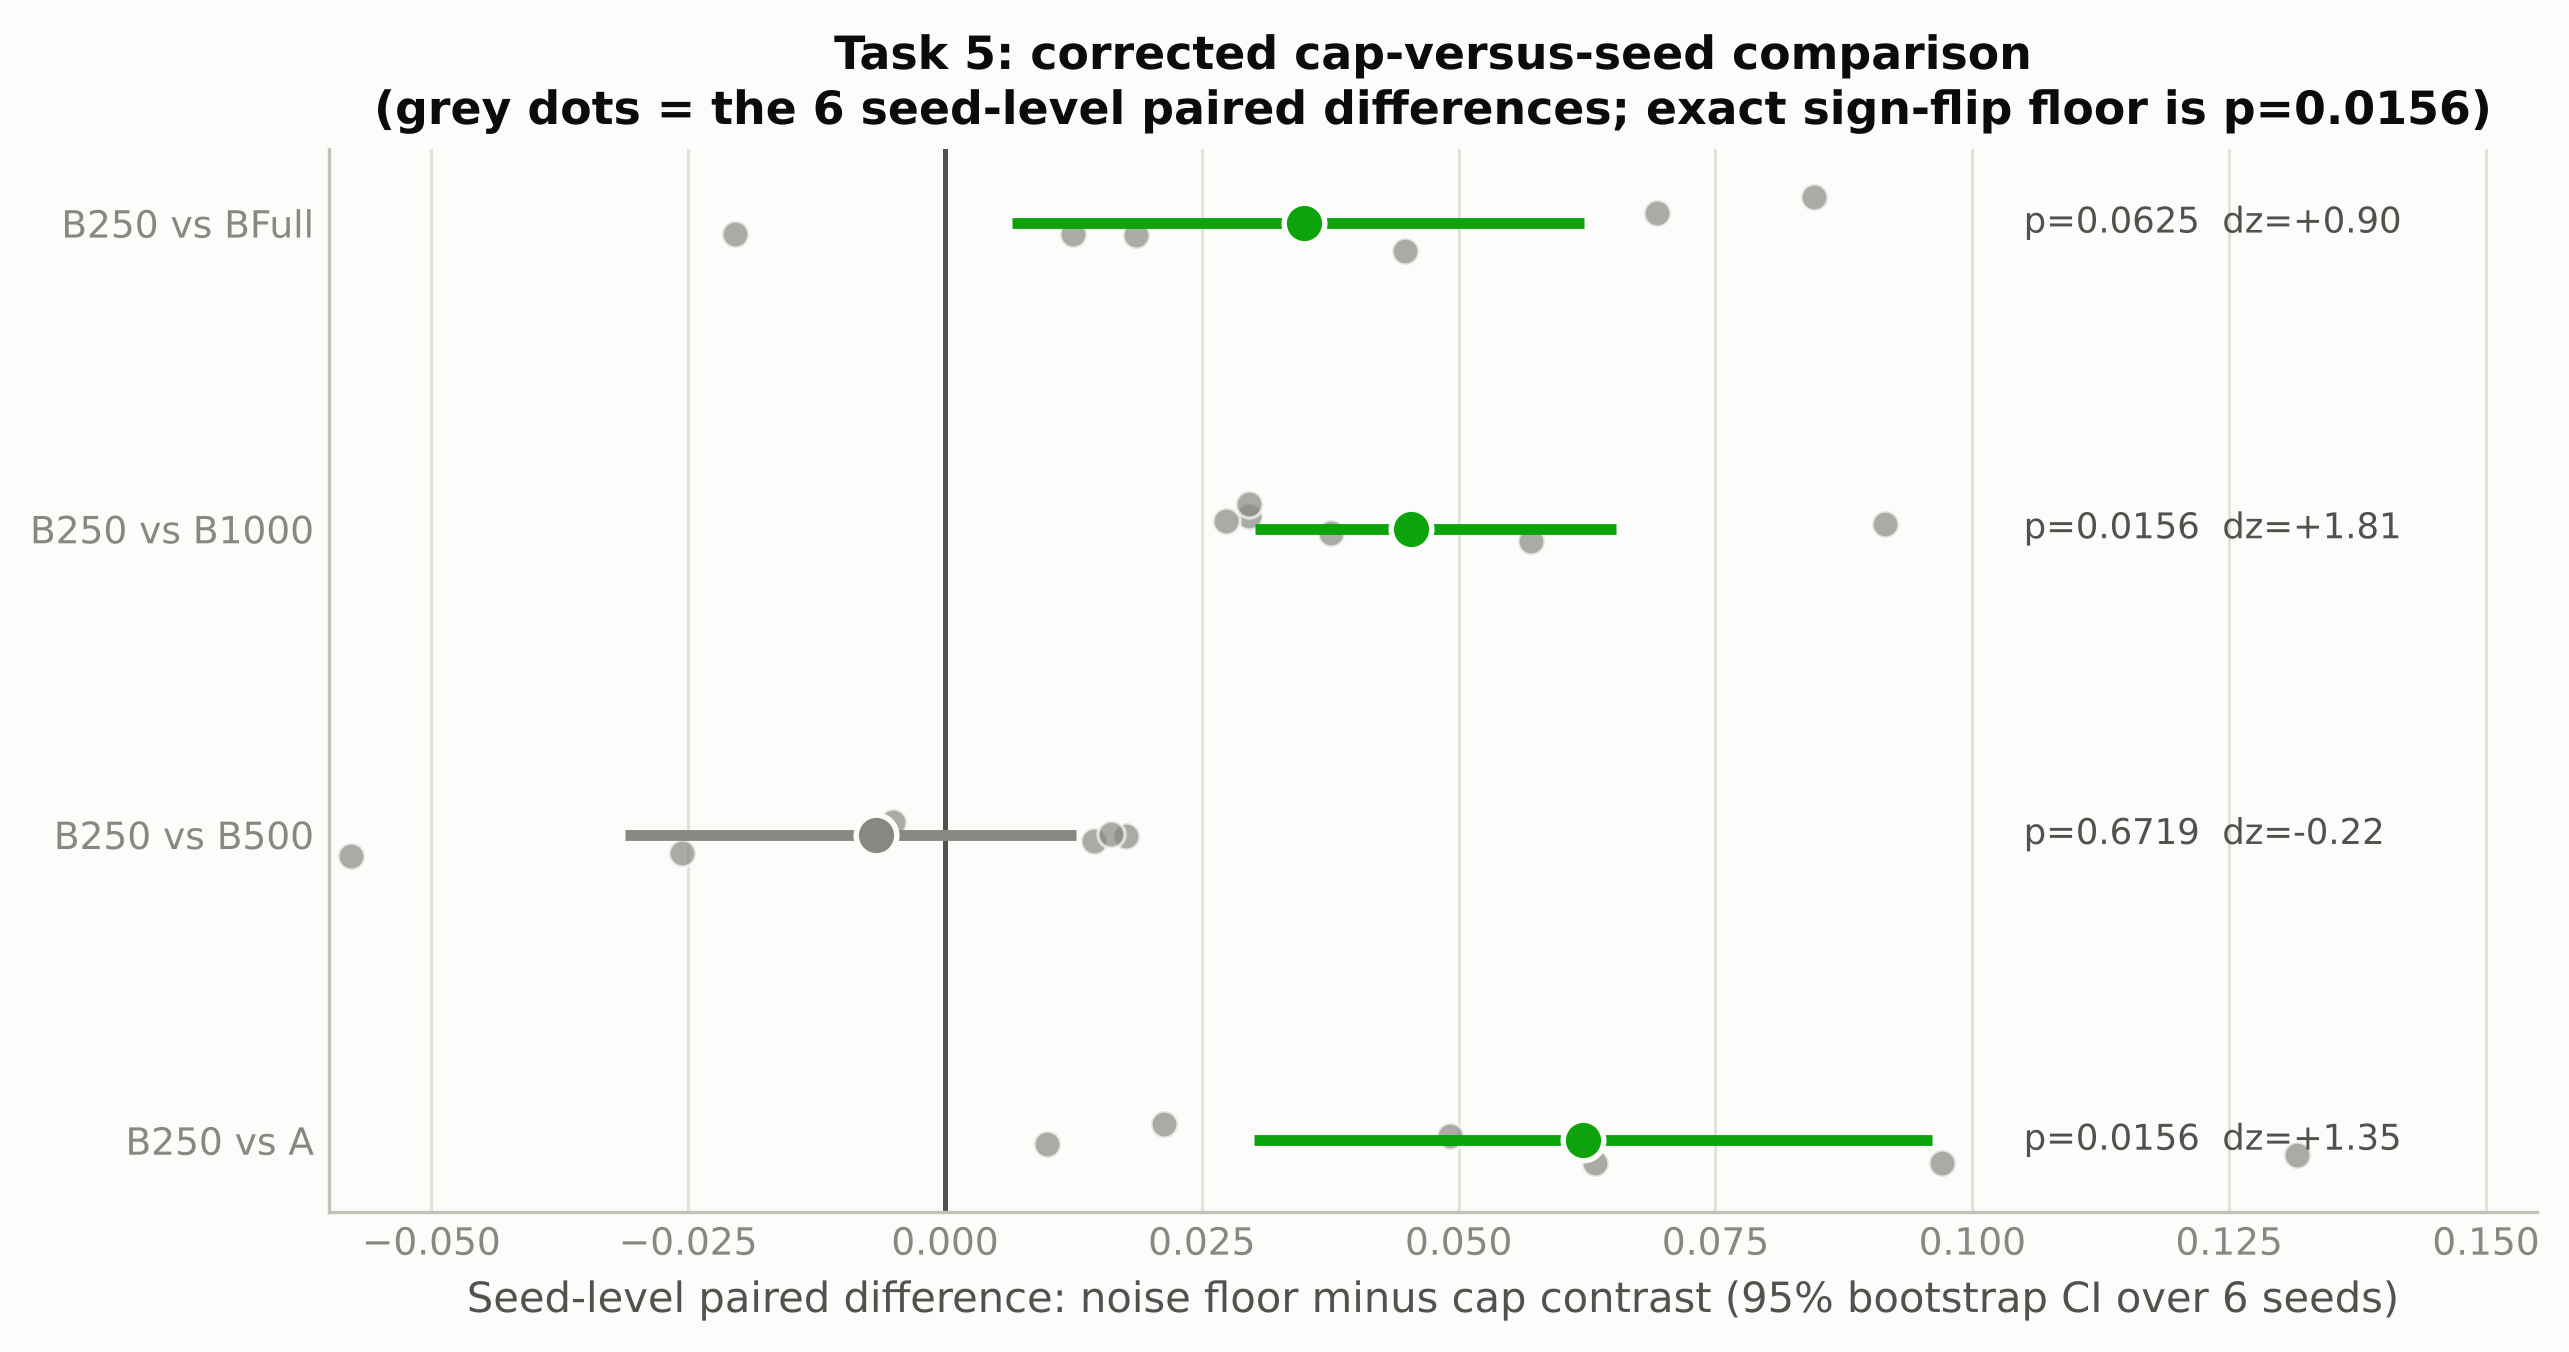 Task 5: corrected cap-versus-seed comparison
(grey dots = the 6 seed-level paired differences; exact sign-flip floor is p=0.0156)
B250 vs BFull
p=0.0625 dz=+0.90
B250 vs B1000
p=0.0156 dz=+1.81
B250 vs B500
p=0.6719 dz=-0.22
B250 vs A
p=0.0156 dz=+1.35
−0.050 −0.025 0.000 0.025 0.050 0.075 0.100 0.125 0.150
Seed-level paired difference: noise floor minus cap contrast (95% bootstrap CI over 6 seeds)